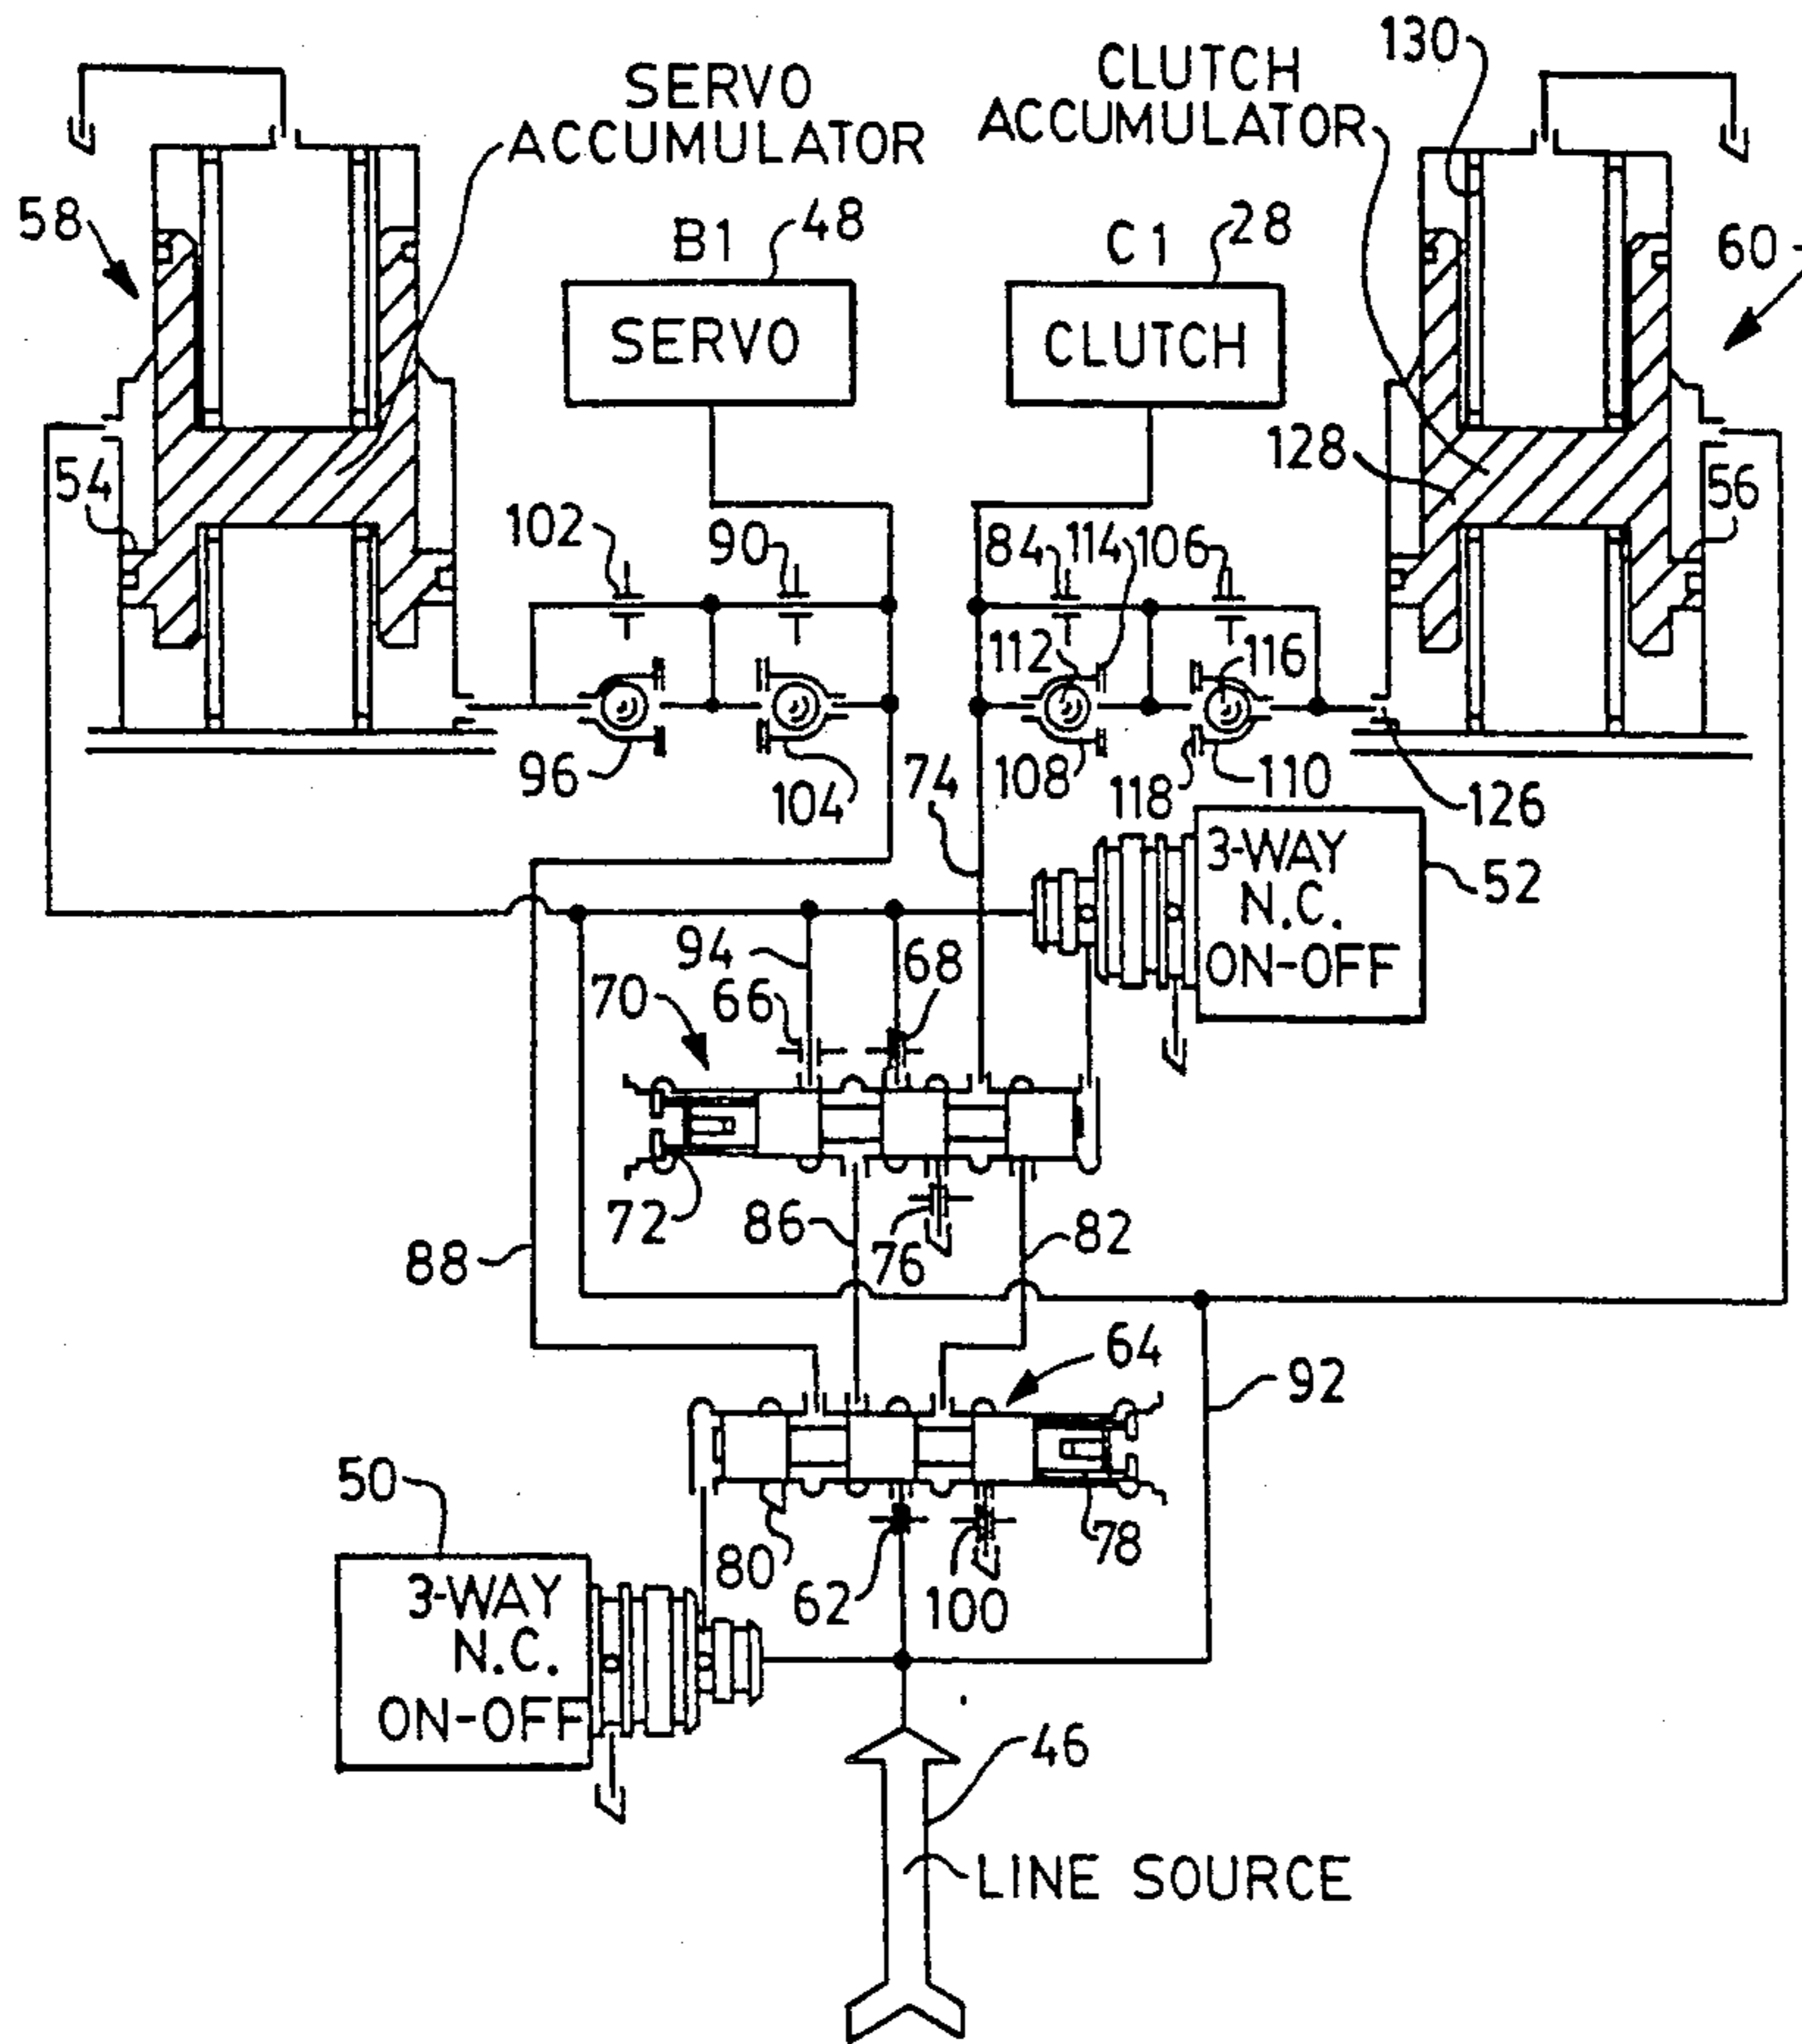 130
SERVO
ACCUMULATOR
CLUTCH
ACCUMULATOR
58
B1
48
C1
28
60
SERVO
CLUTCH
128
54
56
102
90
84
114
106
112
116
96
104
108
118
110
126
74
3-WAY
N.C.
ON-OFF
52
94
68
66
70
72
86
76
82
88
64
92
50
80
62
100
78
3-WAY
N.C.
ON-OFF
46
LINE SOURCE